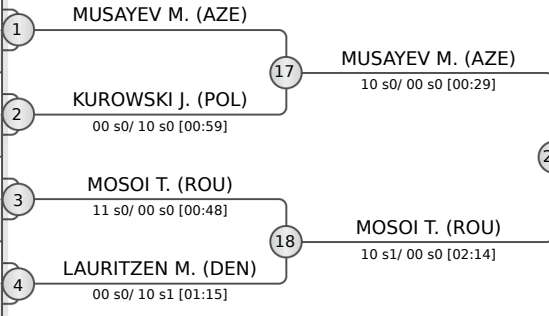 1
MUSAYEV M. (AZE)
17
MUSAYEV M. (AZE)
10 s0/ 00 s0 [00:29]
2
KUROWSKI J. (POL)
00 s0/ 10 s0 [00:59]
3
MOSOI T. (ROU)
11 s0/ 00 s0 [00:48]
18
MOSOI T. (ROU)
10 s1/ 00 s0 [02:14]
4
LAURITZEN M. (DEN)
00 s0/ 10 s1 [01:15]